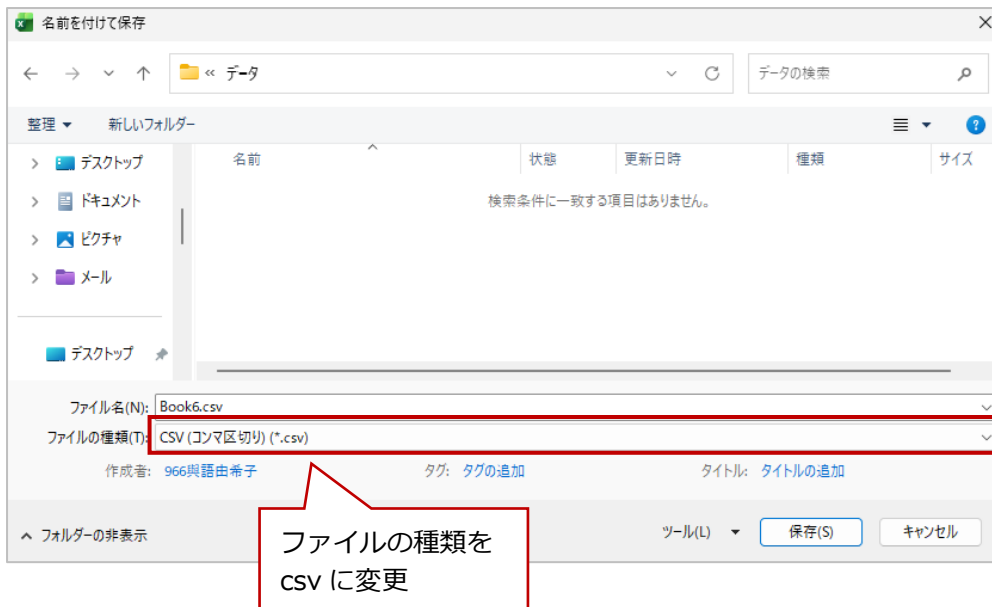 名前を付けて保存
« データ
データの検索
整理
新しいフォルダー
名前
状態
更新日時
種類
サイズ
検索条件に一致する項目はありません。
デスクトップ
ドキュメント
ピクチャ
メール
デスクトップ
ファイル名(N): Book6.csv
ファイルの種類(T): CSV (コンマ区切り) (*.csv)
作成者: 966與語由希子 タグ: タグの追加 タイトル: タイトルの追加
フォルダーの非表示
ツール(L) 保存(S) キャンセル
ファイルの種類を
csv に変更